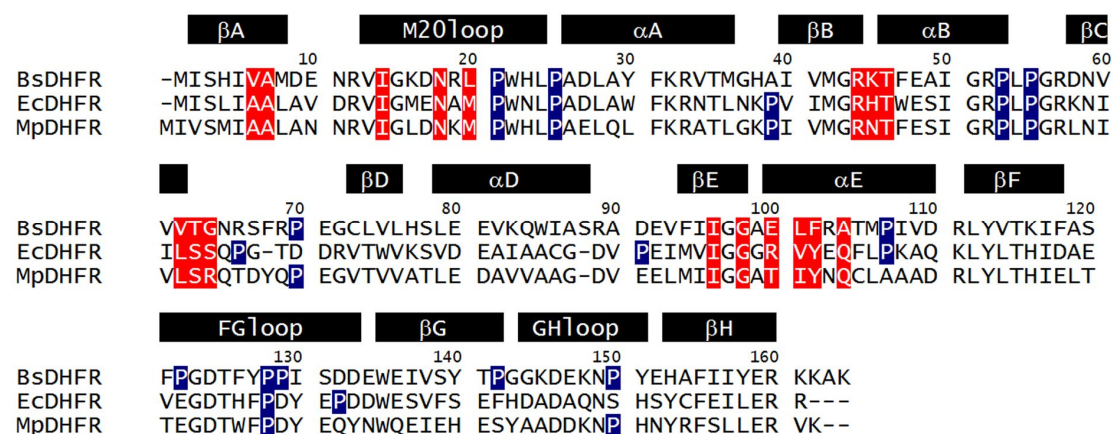 βA M20loop αA βB αB βC
10 20 30 40 50 60
BsDHFR -MISHIVAMDE NRVIGKDNRL PWHLPADLAY FKRVTMGHAI VMGRKTFEAI GRPLPGRDNV
EcDHFR -MISLIAALAV DRVIGMENAM PWNLPADLAW FKRNTLNKPV IMGRHTWESI GRPLPGRKNI
MpDHFR MIVSMIAALAN NRVIGLDNKM PWHLPAELQL FKRATLGKPI VMGRNTFESI GRPLPGRLNI
βD αD βE αE βF
70 80 90 100 110 120
BsDHFR VVTGNRSFRP EGCLVLHSLE EVKQWIASRA DEVFIIGGAE LFRATMPIVD RLYVTKIFAS
EcDHFR ILSSQPG-TD DRVTWVKSVD EAIAACG-DV PEIMVIGGGR VYEQFLPKAQ KLYLTHIDAE
MpDHFR VLSRQTDYQP EGVTVVATLE DAVVAAG-DV EELMIIGGAT IYNQCLAAAD RLYLTHIELT
FGloop βG GHloop βH
130 140 150 160
BsDHFR FPGDTFYPPI SDDEWEIVSY TPGGKDEKNP YEHAFIIYER KKAK
EcDHFR VEGDTHFPDY EPDDWESVFS EFHDADAQNS HSYCFEILER R---
MpDHFR TEGDTWFPDY EQYNWQEIEH ESYAADDKNP HNYRFSLLER VK--